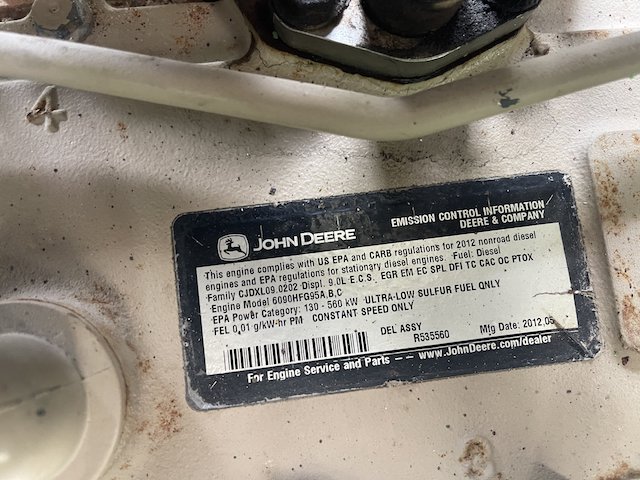 4
JOHN DEERE
EMISSION CONTROL INFORMATION
DEERE & COMPANY
This engine complies with US EPA and CARB regulations for 2012 nonroad diesel
engines and EPA regulations for stationary diesel engines. Fuel: Diesel
Family CJDXL09.0202 Displ. 9.0L E.C.S. EGR EM EC SPL DFI TC CAC OC PTOX
Engine Model 6090HFG95A,B,C
EPA Power Category: 130 - 560 kW ULTRA-LOW SULFUR FUEL ONLY
FEL 0.01 g/kW-hr PM CONSTANT SPEED ONLY
DEL ASSY
R535560
Mfg Date: 2012.05
For Engine Service and Parts -- www.JohnDeere.com/dealer